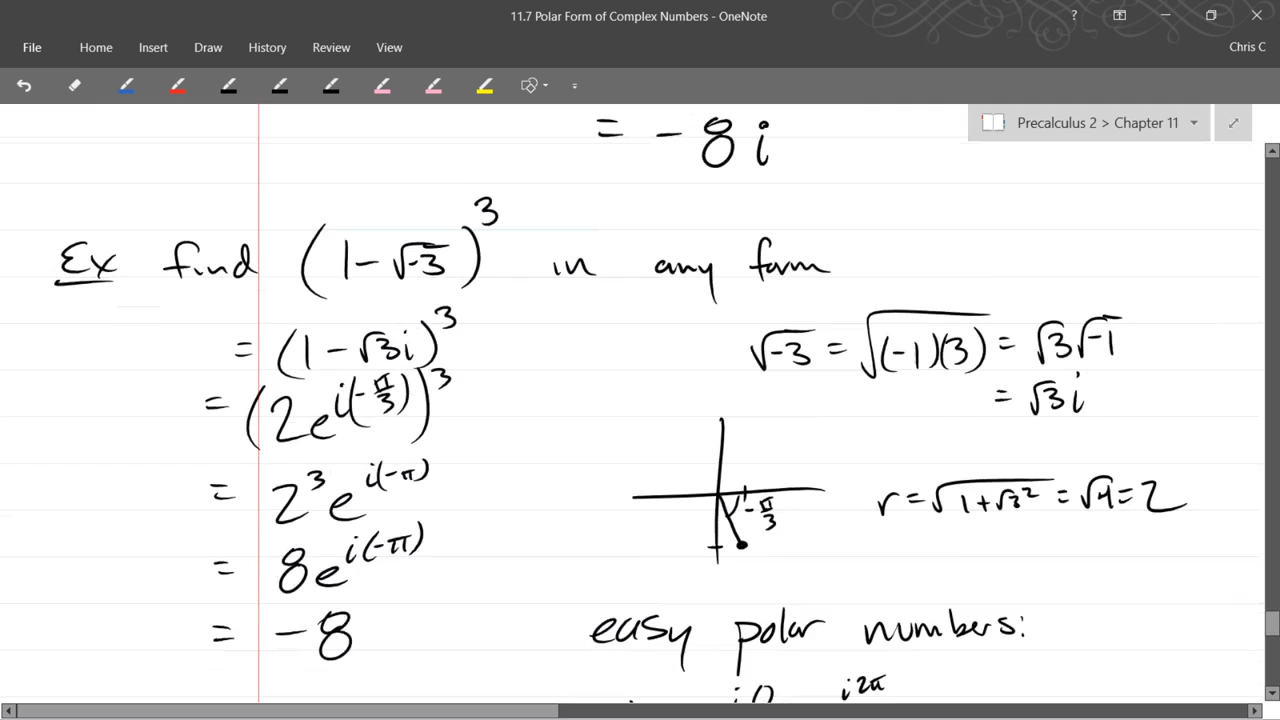 11.7 Polar Form of Complex Numbers - OneNote
?
File Home Insert Draw History Review View
Chris C
Precalculus 2 > Chapter 11
= - 8i
Ex find (1-√-3)³ in any form
= (1-√3i)³
√-3 = √(-1)(3) = √3√-1
= √3i
= (2e^{i(-π/3)})³
= 2³e^{i(-π)}
-π/3
r = √1+√3² = √4 = 2
= 8e^{i(-π)}
= -8
easy polar numbers:
i0 i2π